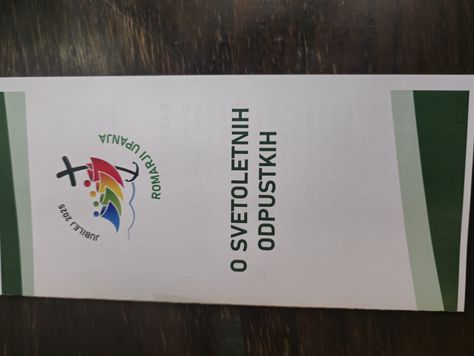 JUBILEJ 2025
ROMARJI UPANJA
O SVETOLETNIH
ODPUSTKIH